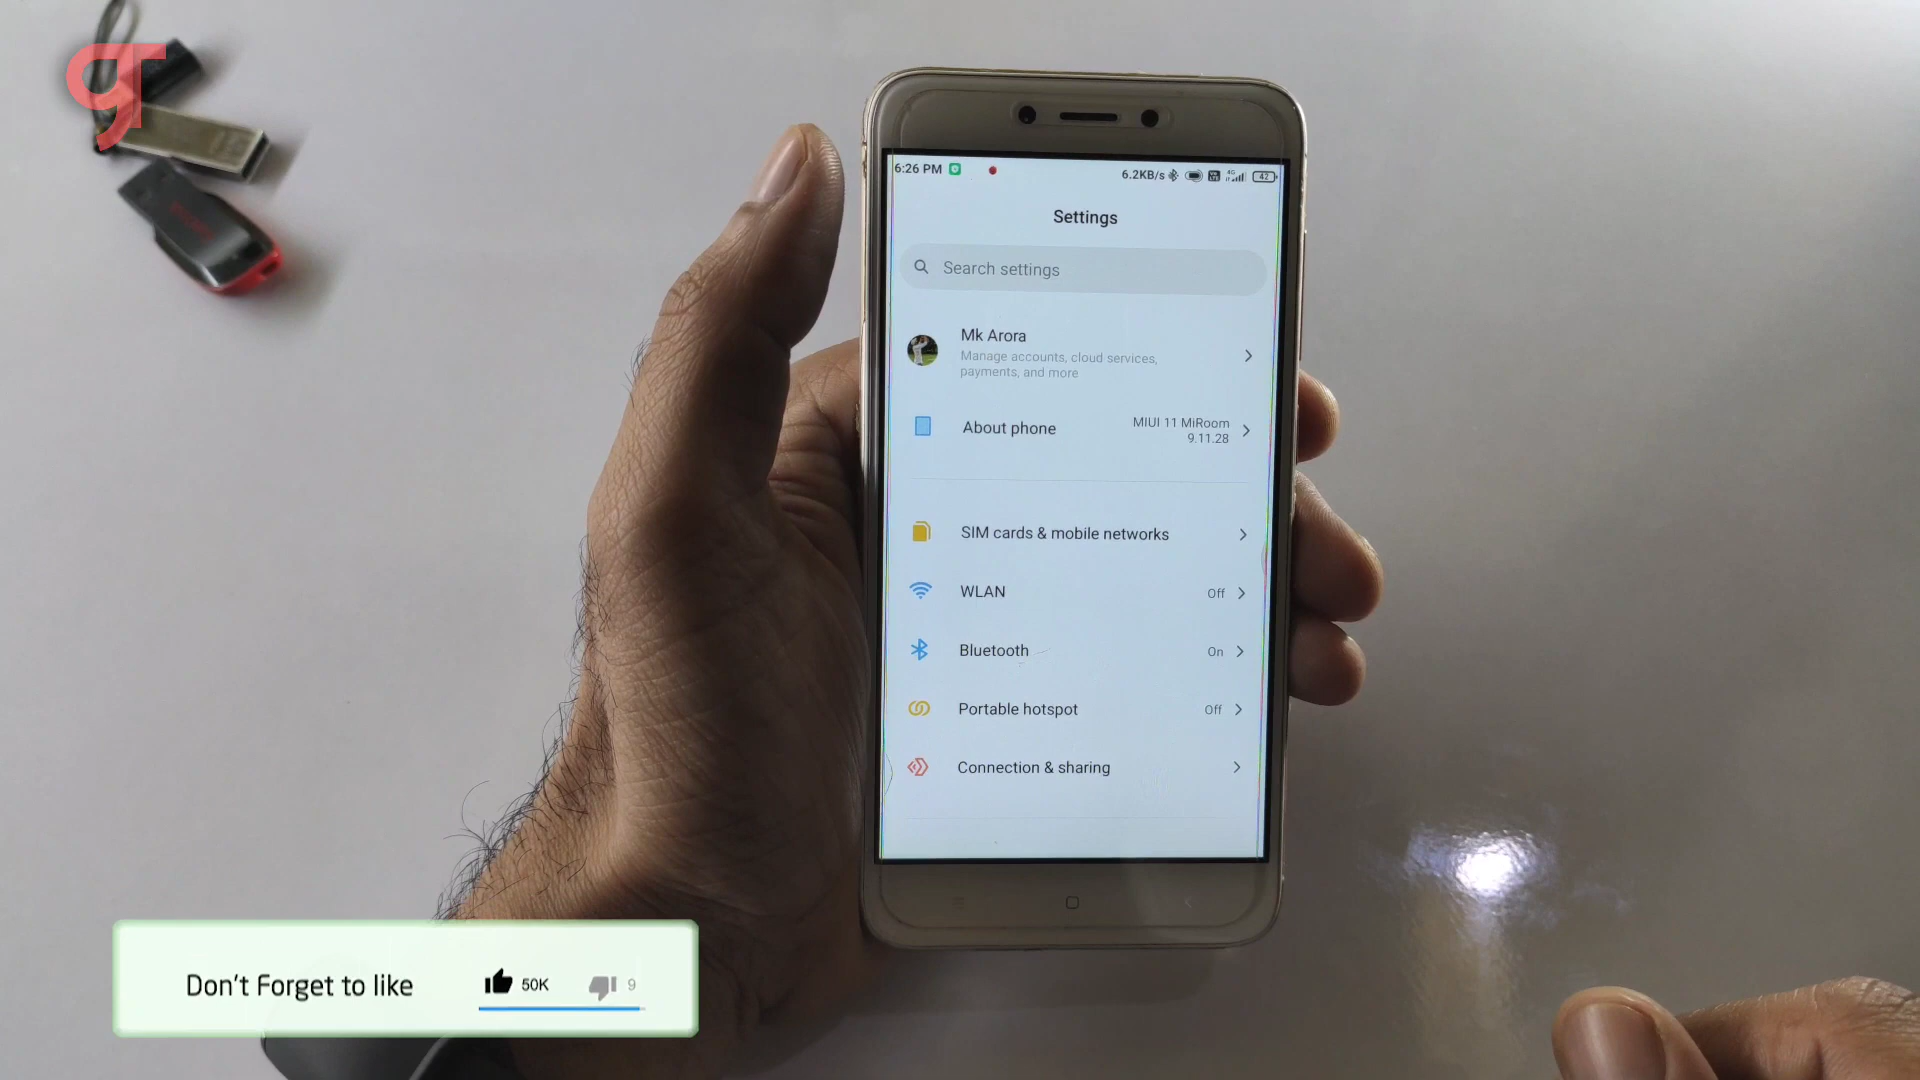 6:26 PM
6.2KB/s
4G
42
Settings
Search settings
Mk Arora
Manage accounts, cloud services,
payments, and more
About phone
MIUI 11 MiRoom
9.11.28
SIM cards & mobile networks
WLAN
Off
Bluetooth
On
Portable hotspot
Off
Connection & sharing
Don't Forget to like
50K
9